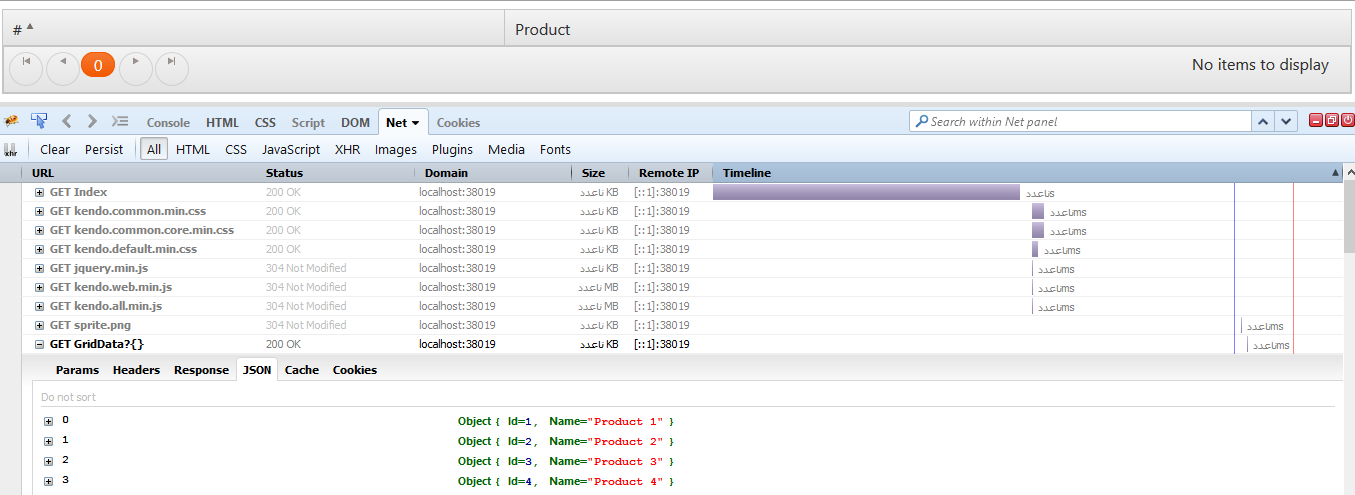 # Product
0 No items to display
Console HTML CSS Script DOM Net Cookies Search within Net panel
xhr Clear Persist All HTML CSS JavaScript XHR Images Plugins Media Fonts
URL Status Domain Size Remote IP Timeline
GET Index 200 OK localhost:38019 ناعدد KB [::1]:38019 ناعددs
GET kendo.common.min.css 200 OK localhost:38019 ناعدد KB [::1]:38019 ناعددms
GET kendo.common.core.min.css 200 OK localhost:38019 ناعدد KB [::1]:38019 ناعددms
GET kendo.default.min.css 200 OK localhost:38019 ناعدد KB [::1]:38019 ناعددms
GET jquery.min.js 304 Not Modified localhost:38019 ناعدد KB [::1]:38019 ناعددms
GET kendo.web.min.js 304 Not Modified localhost:38019 ناعدد MB [::1]:38019 ناعددms
GET kendo.all.min.js 304 Not Modified localhost:38019 ناعدد MB [::1]:38019 ناعددms
GET sprite.png 304 Not Modified localhost:38019 ناعدد KB [::1]:38019 ناعددms
GET GridData?{} 200 OK localhost:38019 ناعدد KB [::1]:38019 ناعددms
Params Headers Response JSON Cache Cookies
Do not sort
0 Object { Id=1, Name="Product 1" }
1 Object { Id=2, Name="Product 2" }
2 Object { Id=3, Name="Product 3" }
3 Object { Id=4, Name="Product 4" }